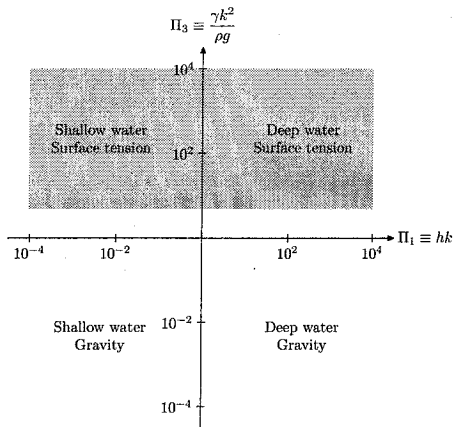 Π₃ ≡ γk²/ρg
10⁴
Shallow water
Surface tension
Deep water
Surface tension
10²
Π₁ ≡ hk
10⁻⁴
10⁻²
10²
10⁴
Shallow water
Gravity
10⁻²
Deep water
Gravity
10⁻⁴